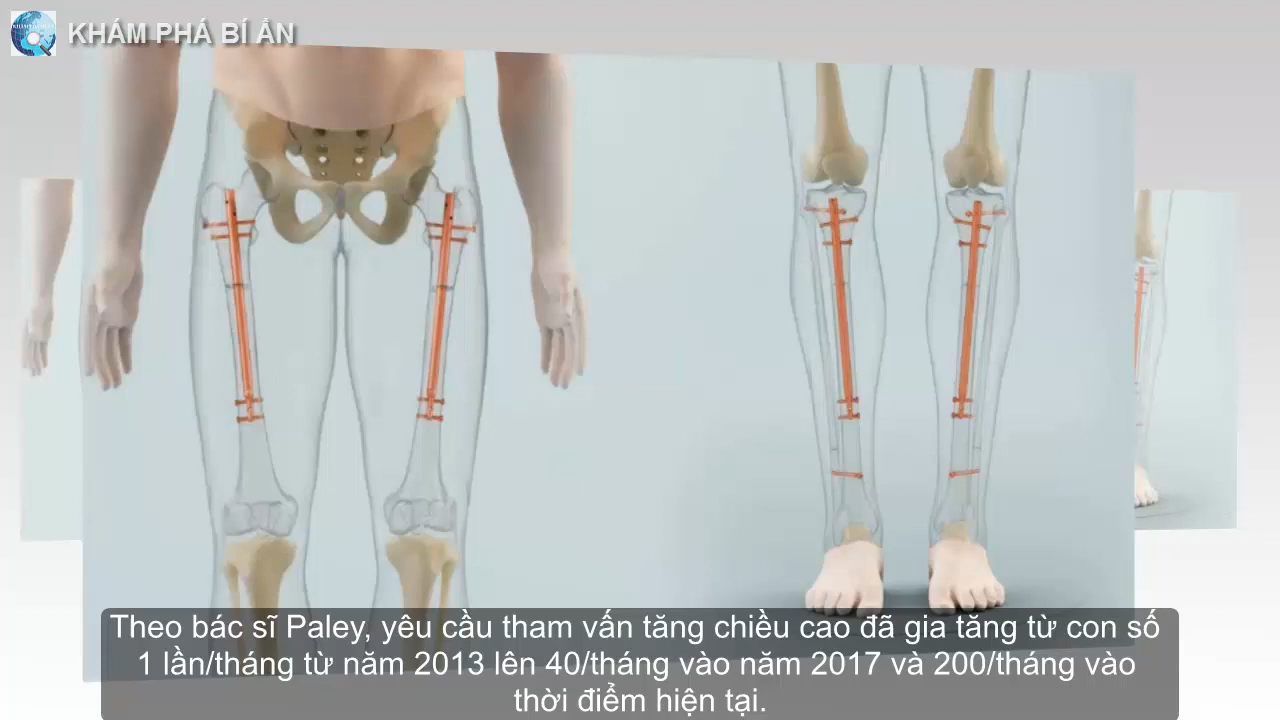 KHÁM PHÁ BÍ ẨN
Theo bác sĩ Paley, yêu cầu tham vấn tăng chiều cao đã gia tăng từ con số
1 lần/tháng từ năm 2013 lên 40/tháng vào năm 2017 và 200/tháng vào
thời điểm hiện tại.